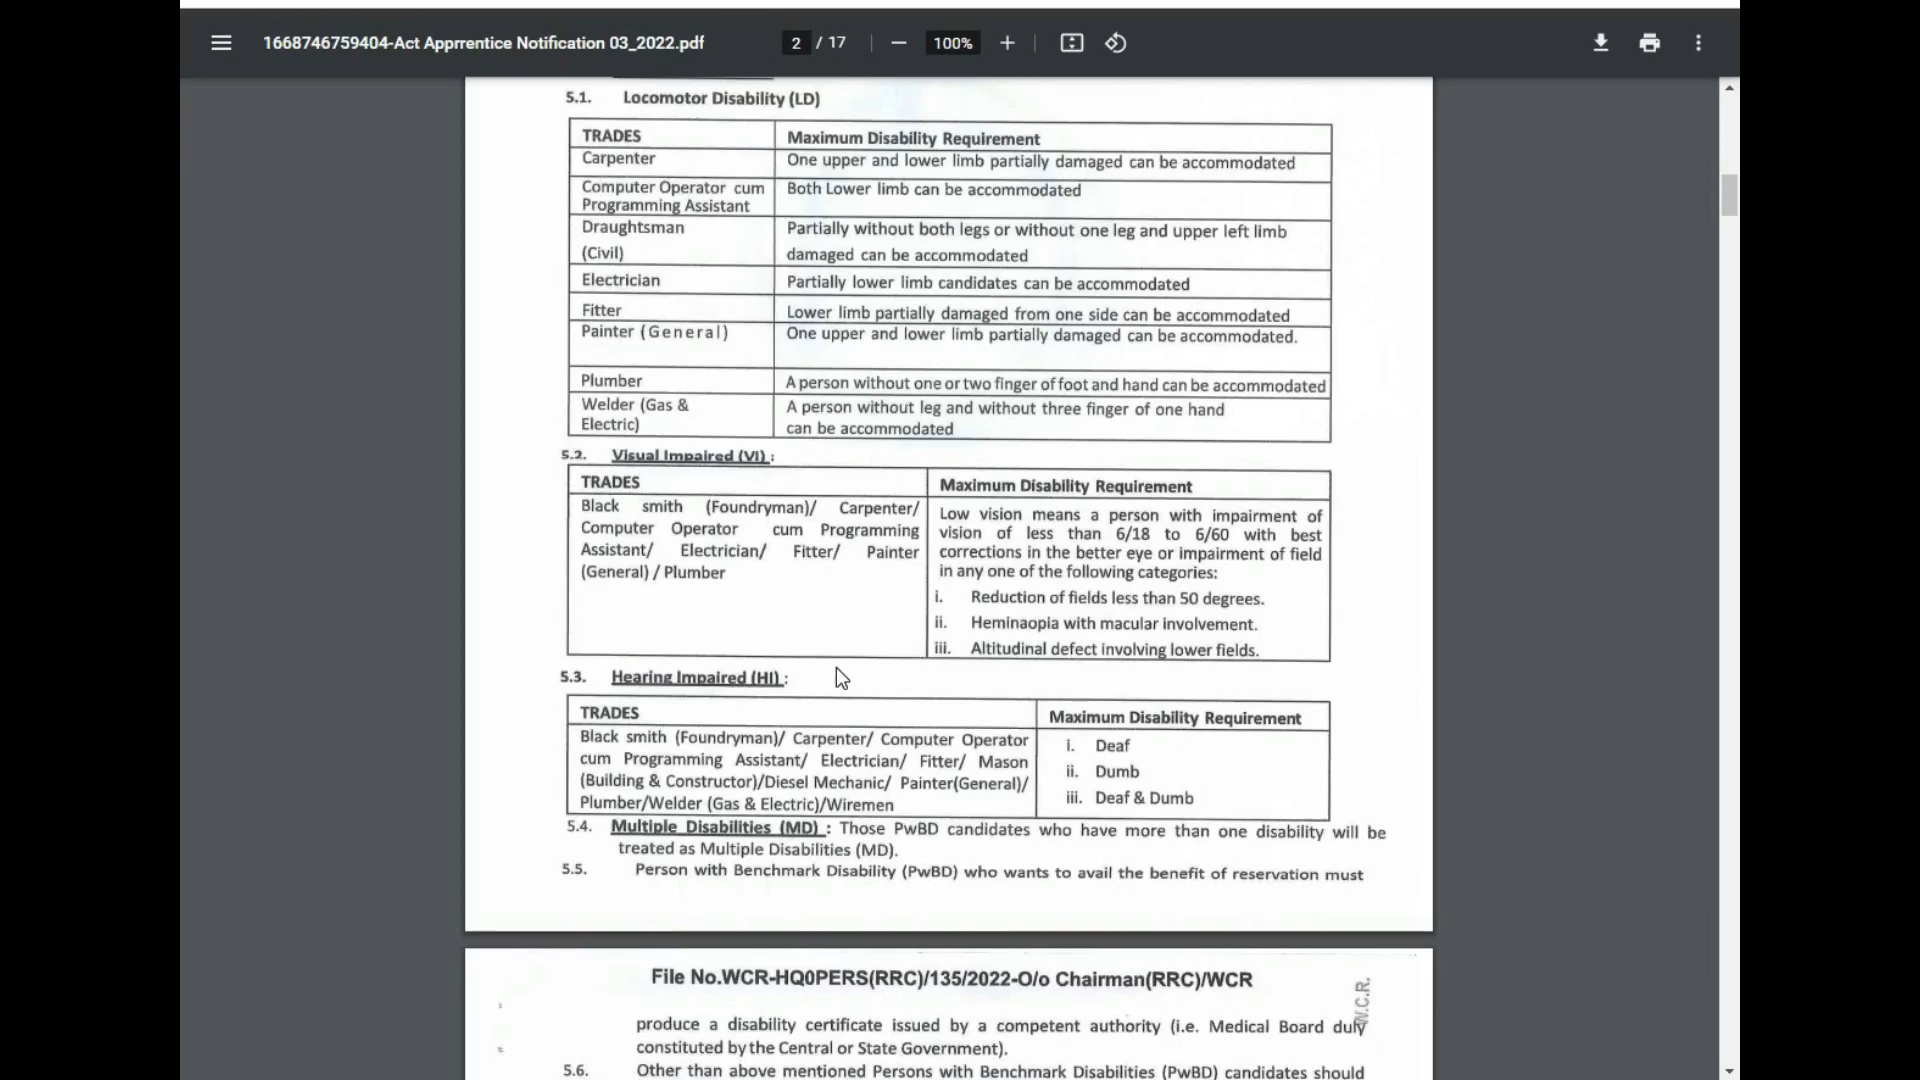 1668746759404-Act Apprrentice Notification 03_2022.pdf
2 / 17
100%
5.1. Locomotor Disability (LD)
TRADES Maximum Disability Requirement
Carpenter One upper and lower limb partially damaged can be accommodated
Computer Operator cum Both Lower limb can be accommodated
Programming Assistant
Draughtsman Partially without both legs or without one leg and upper left limb
(Civil) damaged can be accommodated
Electrician Partially lower limb candidates can be accommodated
Fitter Lower limb partially damaged from one side can be accommodated
Painter (General) One upper and lower limb partially damaged can be accommodated.
Plumber A person without one or two finger of foot and hand can be accommodated
Welder (Gas & A person without leg and without three finger of one hand
Electric) can be accommodated
5.2. Visual Impaired (VI) :
TRADES
Black smith (Foundryman)/ Carpenter/
Computer Operator cum Programming
Assistant/ Electrician/ Fitter/ Painter
(General) / Plumber
Maximum Disability Requirement
Low vision means a person with impairment of
vision of less than 6/18 to 6/60 with best
corrections in the better eye or impairment of field
in any one of the following categories:
i. Reduction of fields less than 50 degrees.
ii. Heminaopia with macular involvement.
iii. Altitudinal defect involving lower fields.
5.3. Hearing Impaired (HI) :
TRADES
Black smith (Foundryman)/ Carpenter/ Computer Operator
cum Programming Assistant/ Electrician/ Fitter/ Mason
(Building & Constructor)/Diesel Mechanic/ Painter(General)/
Plumber/Welder (Gas & Electric)/Wiremen
Maximum Disability Requirement
i. Deaf
ii. Dumb
iii. Deaf & Dumb
5.4. Multiple Disabilities (MD) : Those PwBD candidates who have more than one disability will be
treated as Multiple Disabilities (MD).
5.5. Person with Benchmark Disability (PwBD) who wants to avail the benefit of reservation must
File No.WCR-HQ0PERS(RRC)/135/2022-O/o Chairman(RRC)/WCR
W.C.R.
produce a disability certificate issued by a competent authority (i.e. Medical Board duly
constituted by the Central or State Government).
5.6. Other than above mentioned Persons with Benchmark Disabilities (PwBD) candidates should